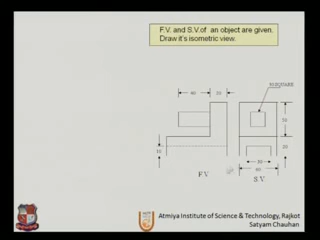 F.V. and S.V.of an object are given.
Draw it's isometric view.
30 SQUARE
40
20
50
20
10
30
60
F.V.
S.V.
Atmiya Institute of Science & Technology, Rajkot
Satyam Chauhan